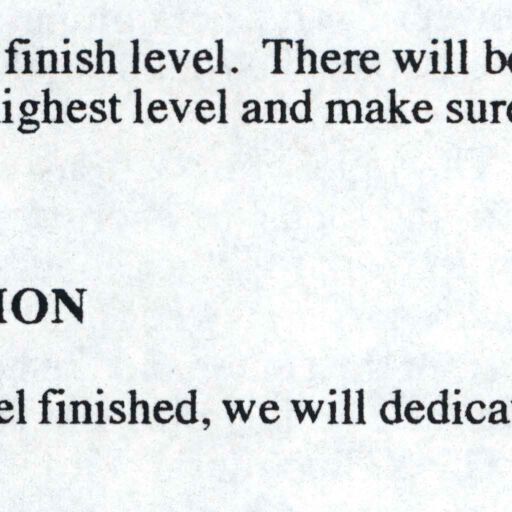 finish level. There will be
ighest level and make sure
ION
el finished, we will dedica